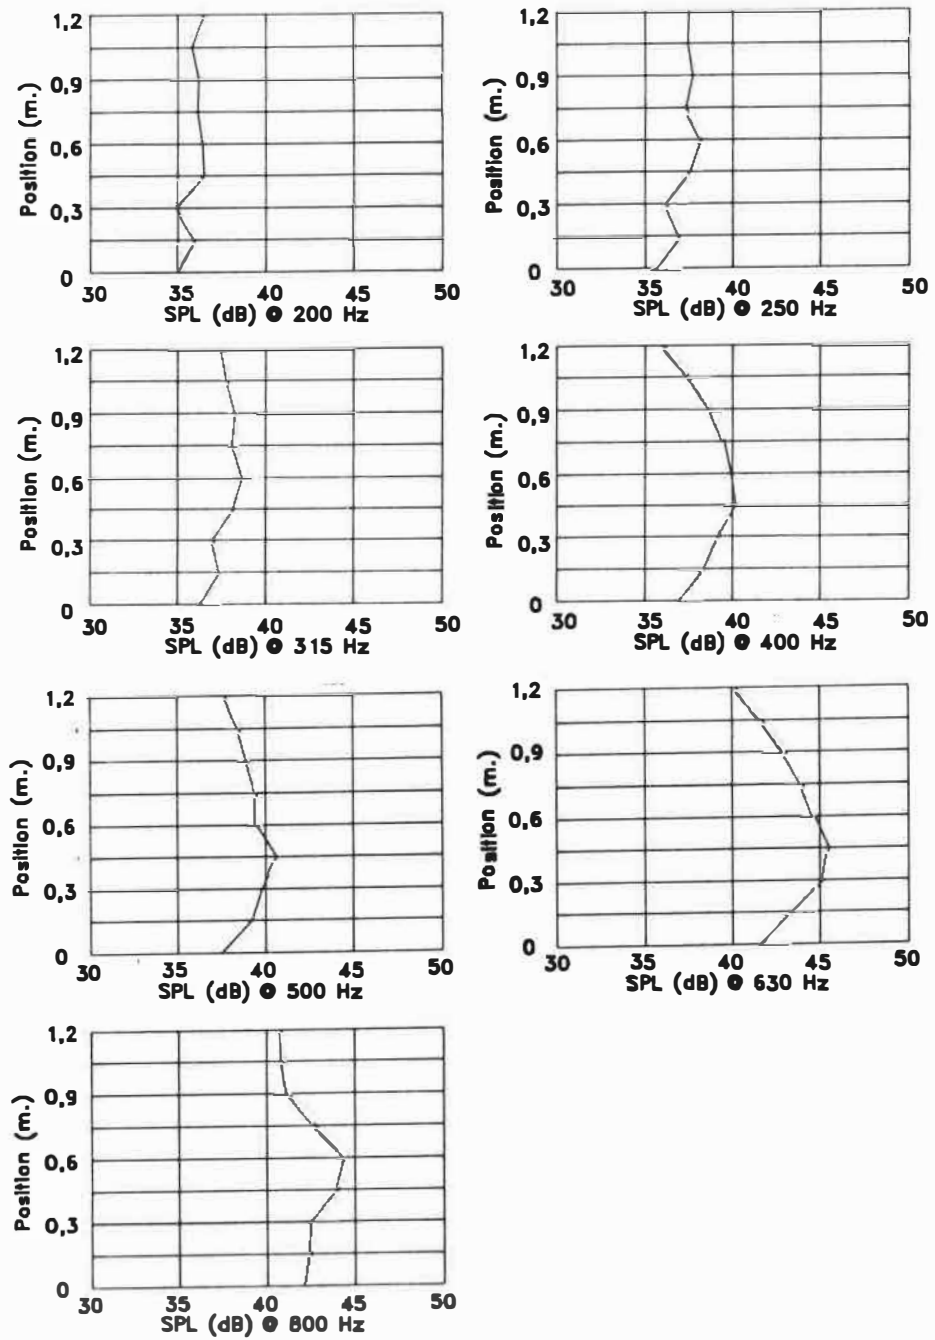 1,2
0,9
0,6
0,3
0
Position (m.)
30 35 40 45 50
SPL (dB) @ 200 Hz
1,2
0,9
0,6
0,3
0
Position (m.)
30 35 40 45 50
SPL (dB) @ 250 Hz
1,2
0,9
0,6
0,3
0
Position (m.)
30 35 40 45 50
SPL (dB) @ 315 Hz
1,2
0,9
0,6
0,3
0
Position (m.)
30 35 40 45 50
SPL (dB) @ 400 Hz
1,2
0,9
0,6
0,3
0
Position (m.)
30 35 40 45 50
SPL (dB) @ 500 Hz
1,2
0,9
0,6
0,3
0
Position (m.)
30 35 40 45 50
SPL (dB) @ 630 Hz
1,2
0,9
0,6
0,3
0
Position (m.)
30 35 40 45 50
SPL (dB) @ 800 Hz